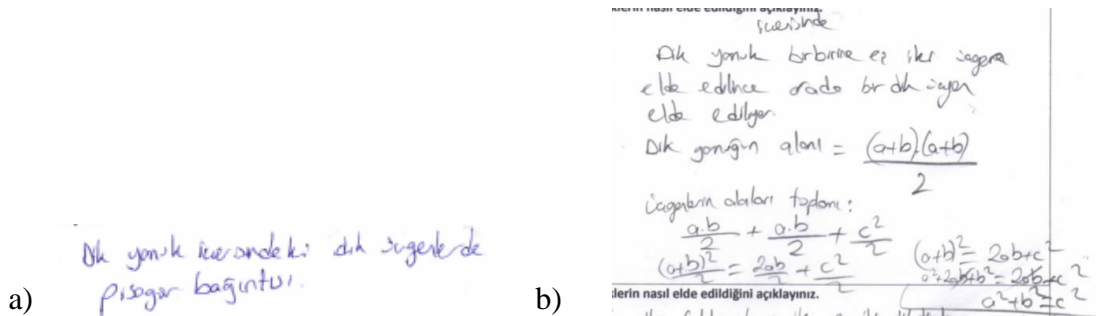 Dik yamuk içerisindeki dik üçgenlerde
pisagor bağıntısı.
a)
b)
klerin nasıl elde edildiğini açıklayınız.
içerisinde
Dik yamuk birbirine eş iki üçgen
elde edilince orada bir dik üçgen
elde ediliyor.
Dik yamuğun alanı = (a+b).(a+b) / 2
üçgenlerin alanları toplamı:
a.b/2 + a.b/2 + c²/2
(a+b)²/2 = 2ab/2 + c²/2
(a+b)² = 2ab+c²
a²+2ab+b² = 2ab+c²
a²+b²=c²
klerin nasıl elde edildiğini açıklayınız.